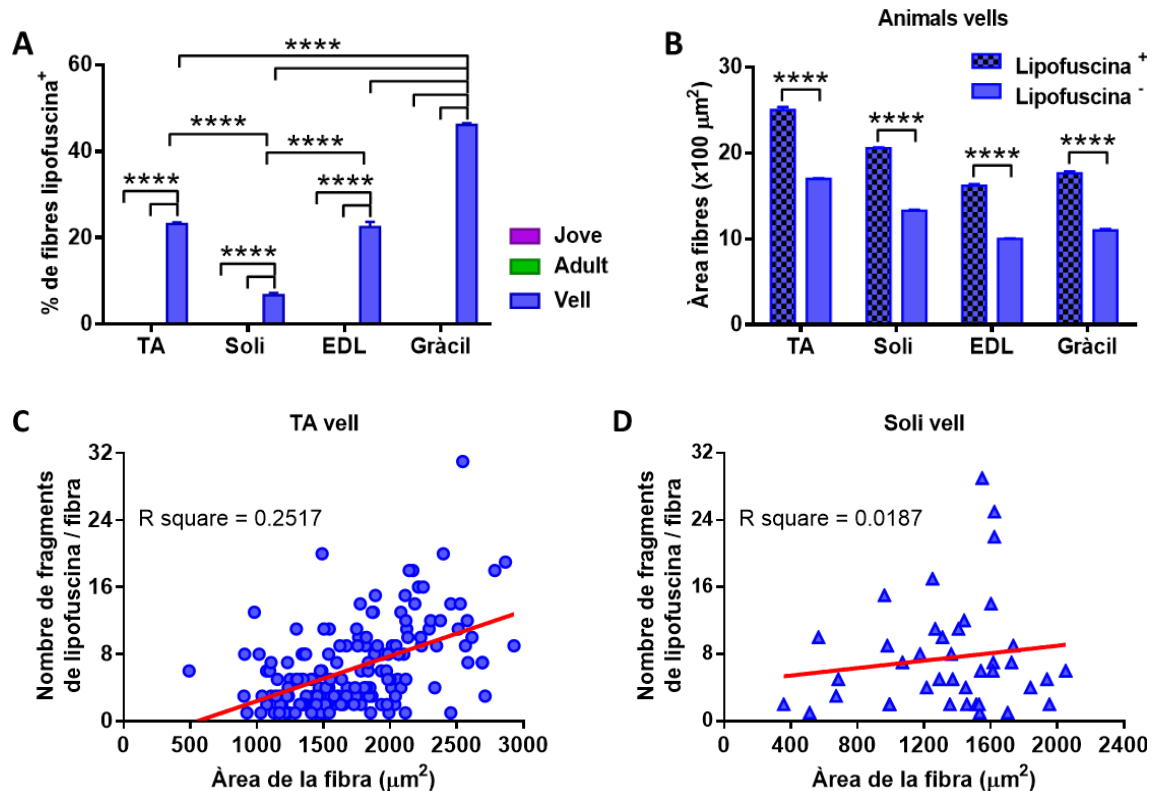 A
% de fibres lipofuscina⁺
60
40
20
0
****
****
****
****
****
****
TA
Soli
EDL
Gràcil
Jove
Adult
Vell
B
Animals vells
Àrea fibres (x100 μm²)
30
20
10
0
Lipofuscina ⁺
Lipofuscina ⁻
****
****
****
****
TA
Soli
EDL
Gràcil
C
TA vell
Nombre de fragments
de lipofuscina / fibra
32
24
16
8
0
R square = 0.2517
0
500
1000
1500
2000
2500
3000
Àrea de la fibra (μm²)
D
Soli vell
Nombre de fragments
de lipofuscina / fibra
32
24
16
8
0
R square = 0.0187
0
400
800
1200
1600
2000
2400
Àrea de la fibra (μm²)